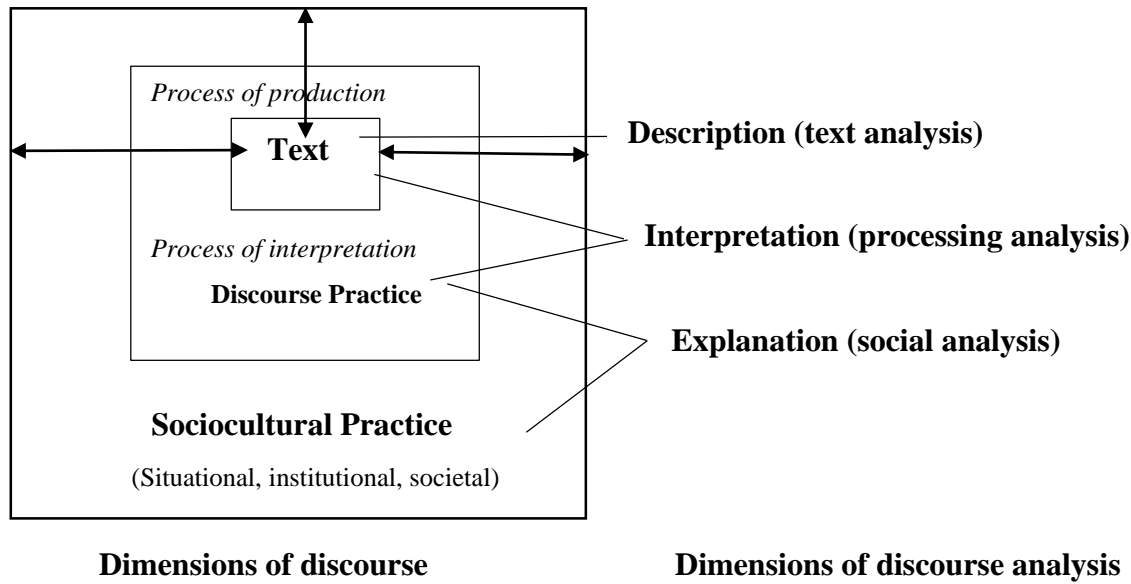 Process of production
Text
Description (text analysis)
Process of interpretation
Interpretation (processing analysis)
Discourse Practice
Explanation (social analysis)
Sociocultural Practice
(Situational, institutional, societal)
Dimensions of discourse
Dimensions of discourse analysis